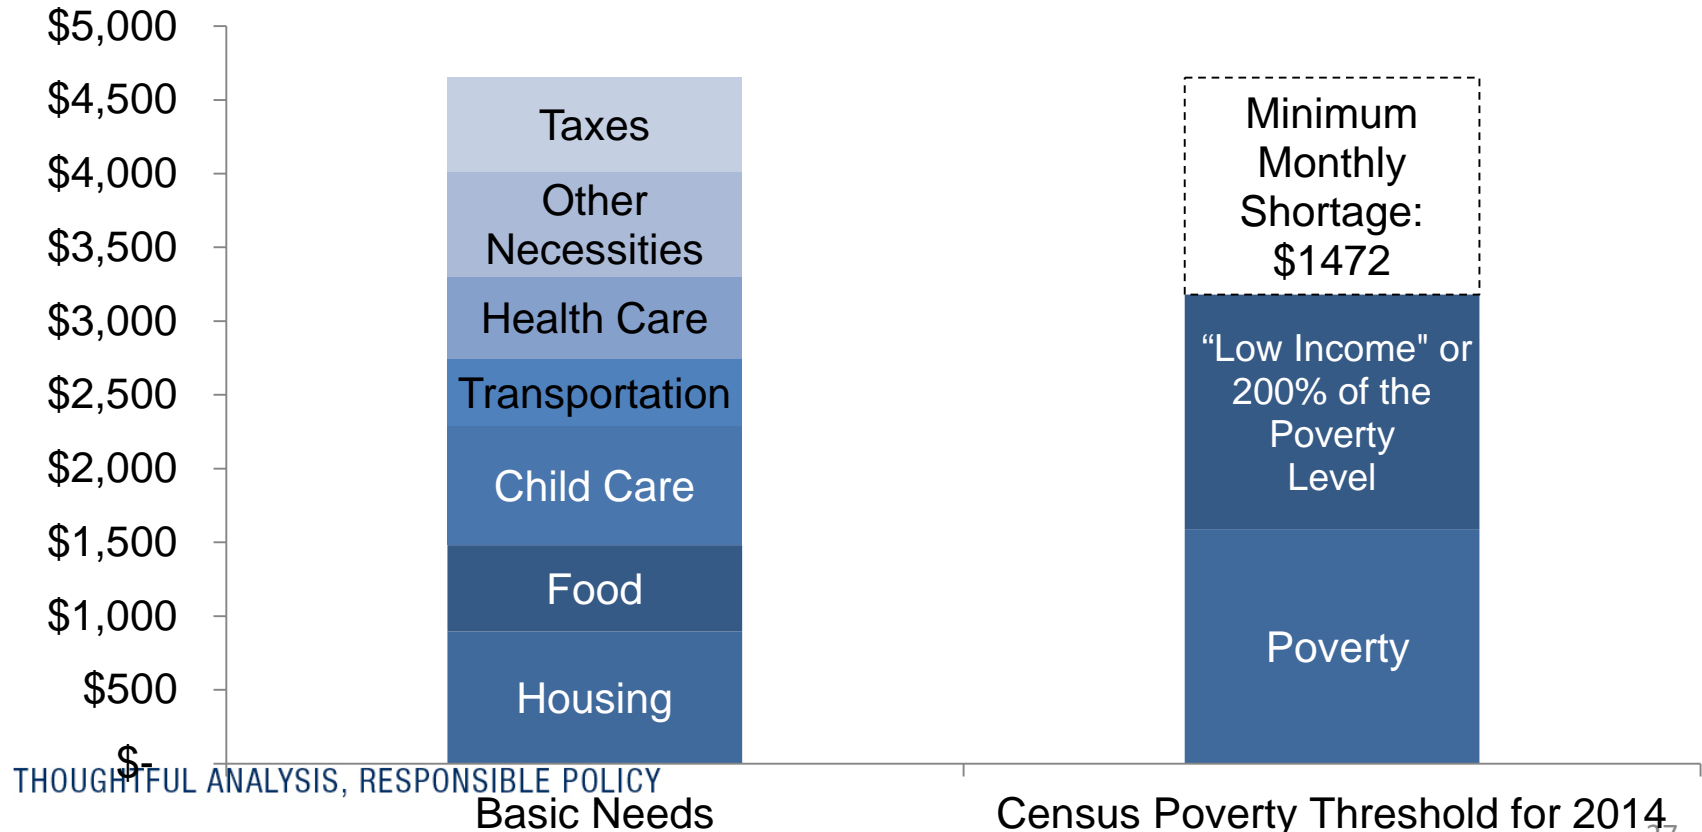 $5,000
$4,500
$4,000
$3,500
$3,000
$2,500
$2,000
$1,500
$1,000
$500
$-
Taxes
Other
Necessities
Health Care
Transportation
Child Care
Food
Housing
Minimum
Monthly
Shortage:
$1472
“Low Income" or
200% of the
Poverty
Level
Poverty
THOUGHTFUL ANALYSIS, RESPONSIBLE POLICY
Basic Needs
Census Poverty Threshold for 2014